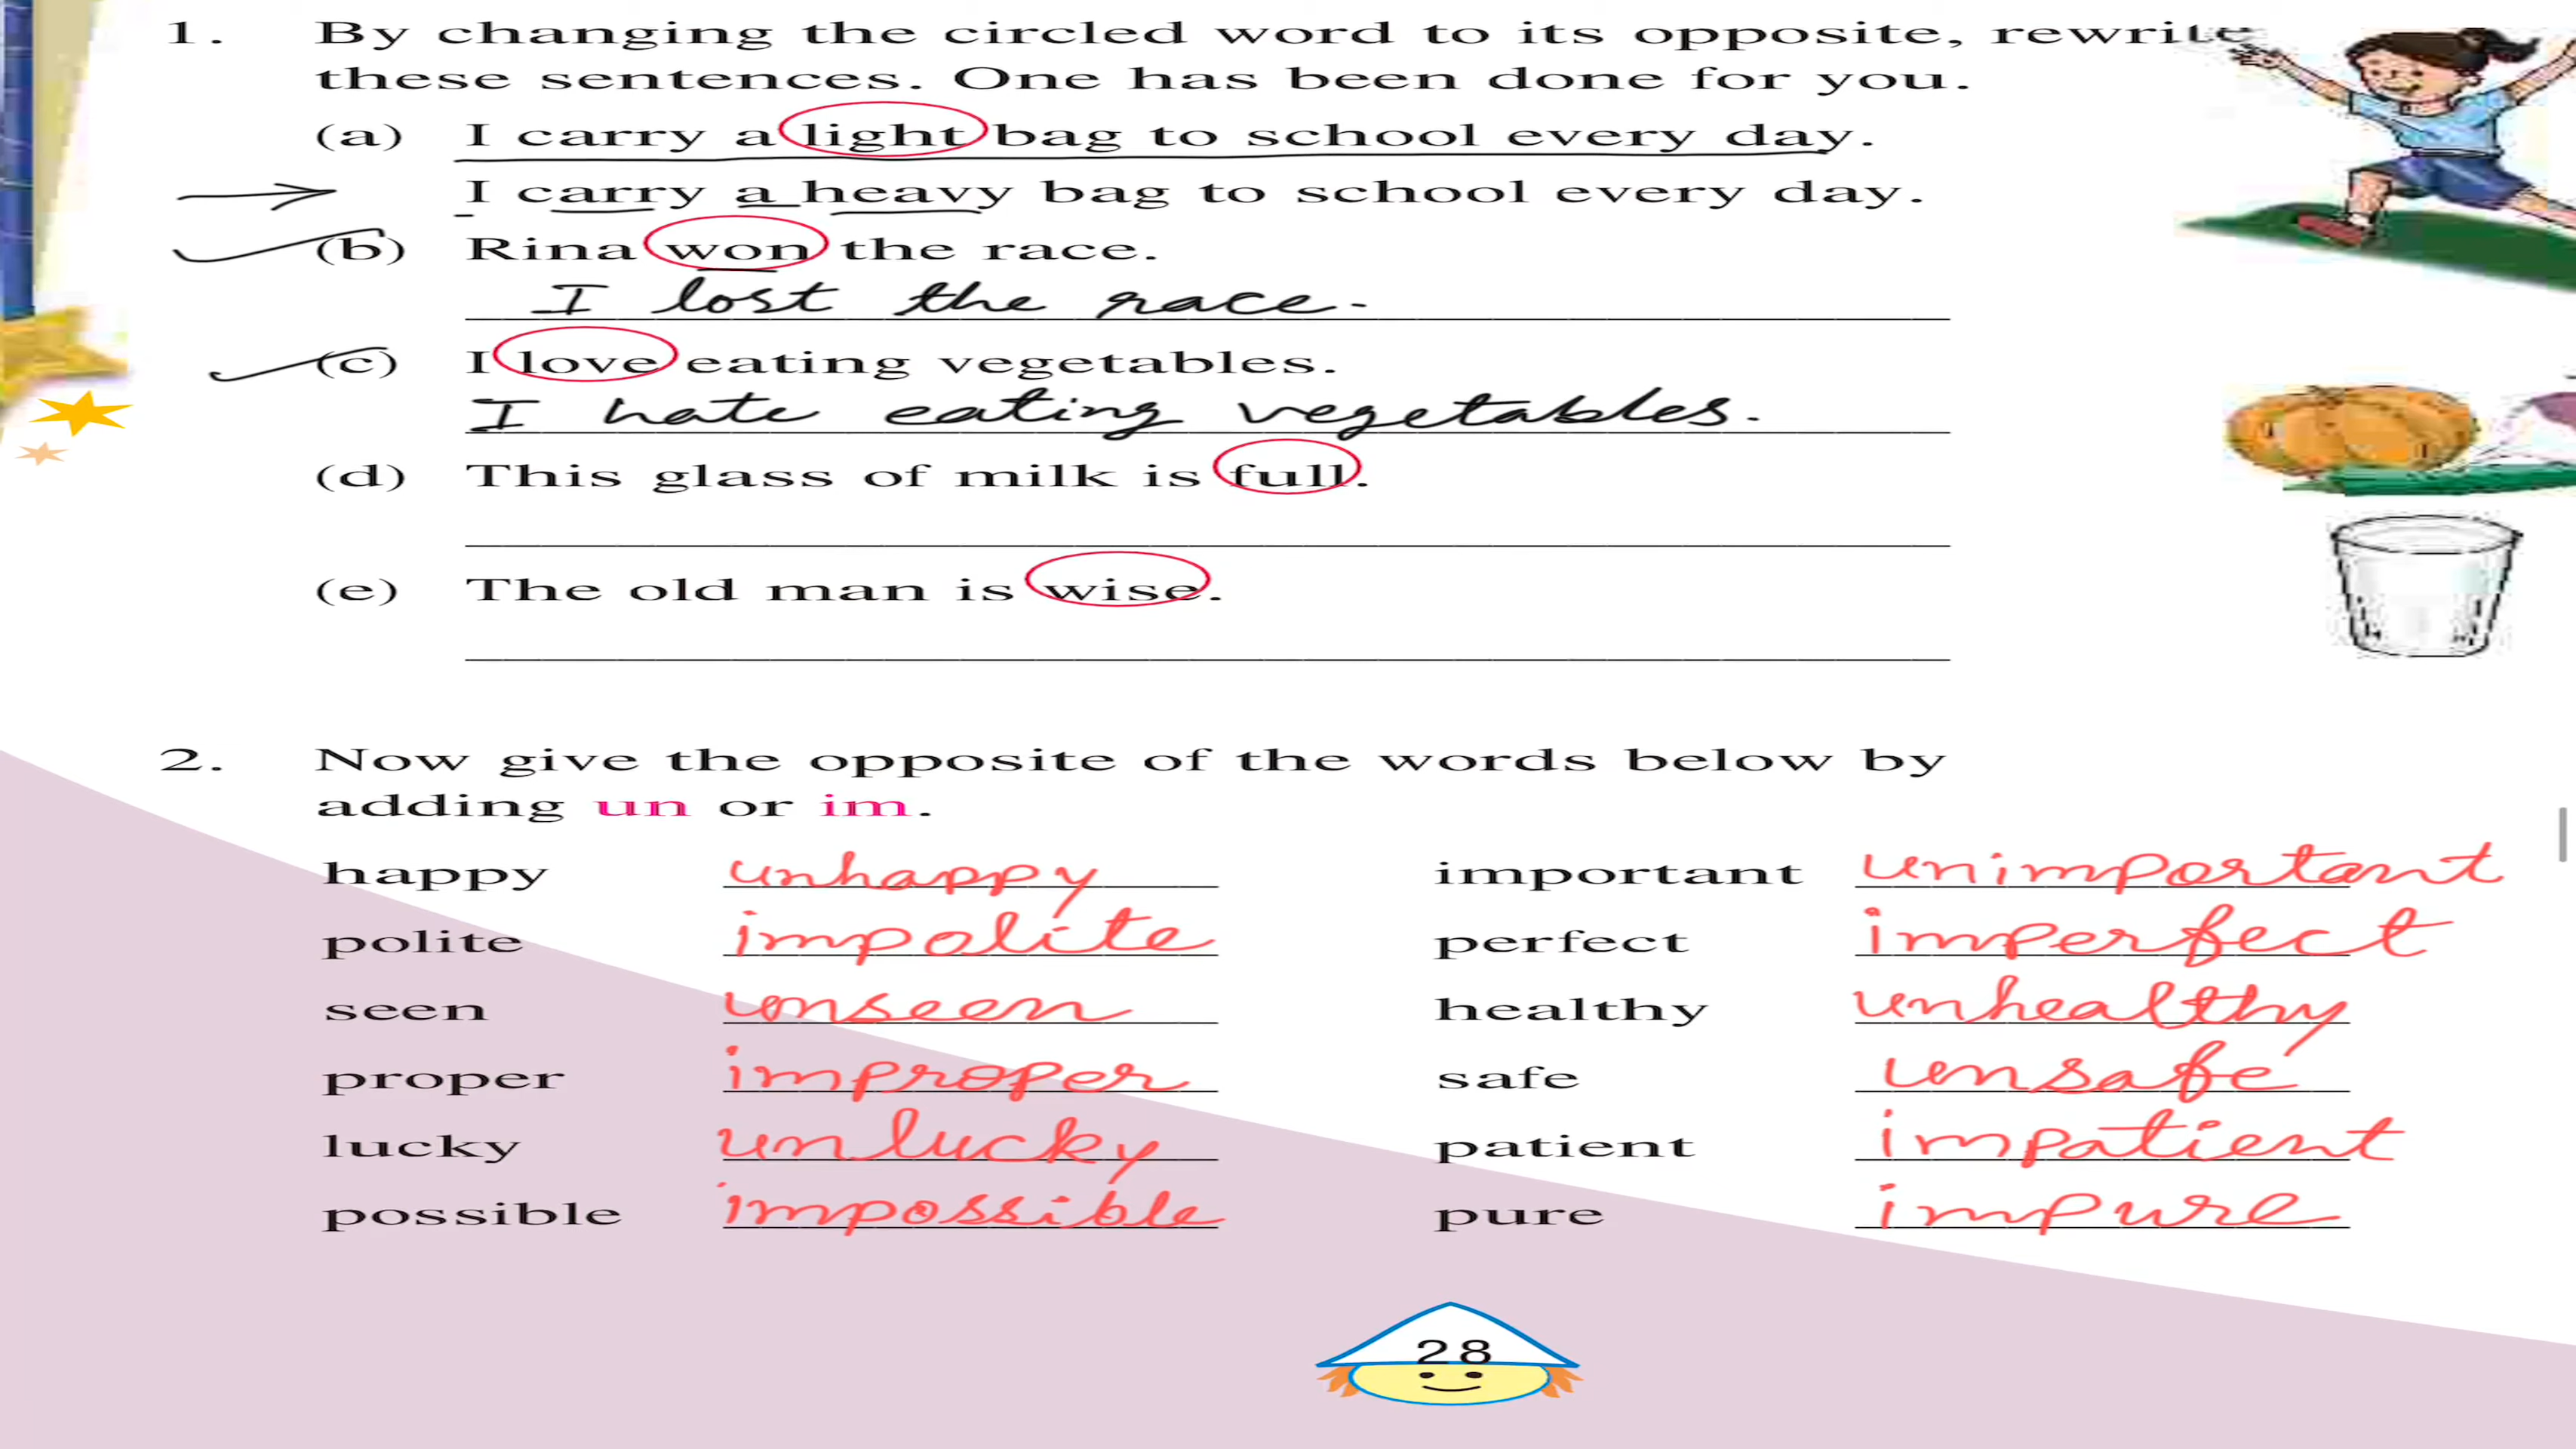 1. By changing the circled word to its opposite, rewrite
these sentences. One has been done for you.
(a) I carry a light bag to school every day.
I carry a heavy bag to school every day.
(b) Rina won the race.
I lost the race.
(c) I love eating vegetables.
I hate eating vegetables.
(d) This glass of milk is full.
(e) The old man is wise.
2. Now give the opposite of the words below by
adding un or im.
happy unhappy important unimportant
polite impolite perfect imperfect
seen unseen healthy unhealthy
proper improper safe unsafe
lucky unlucky patient impatient
possible impossible pure impure
28